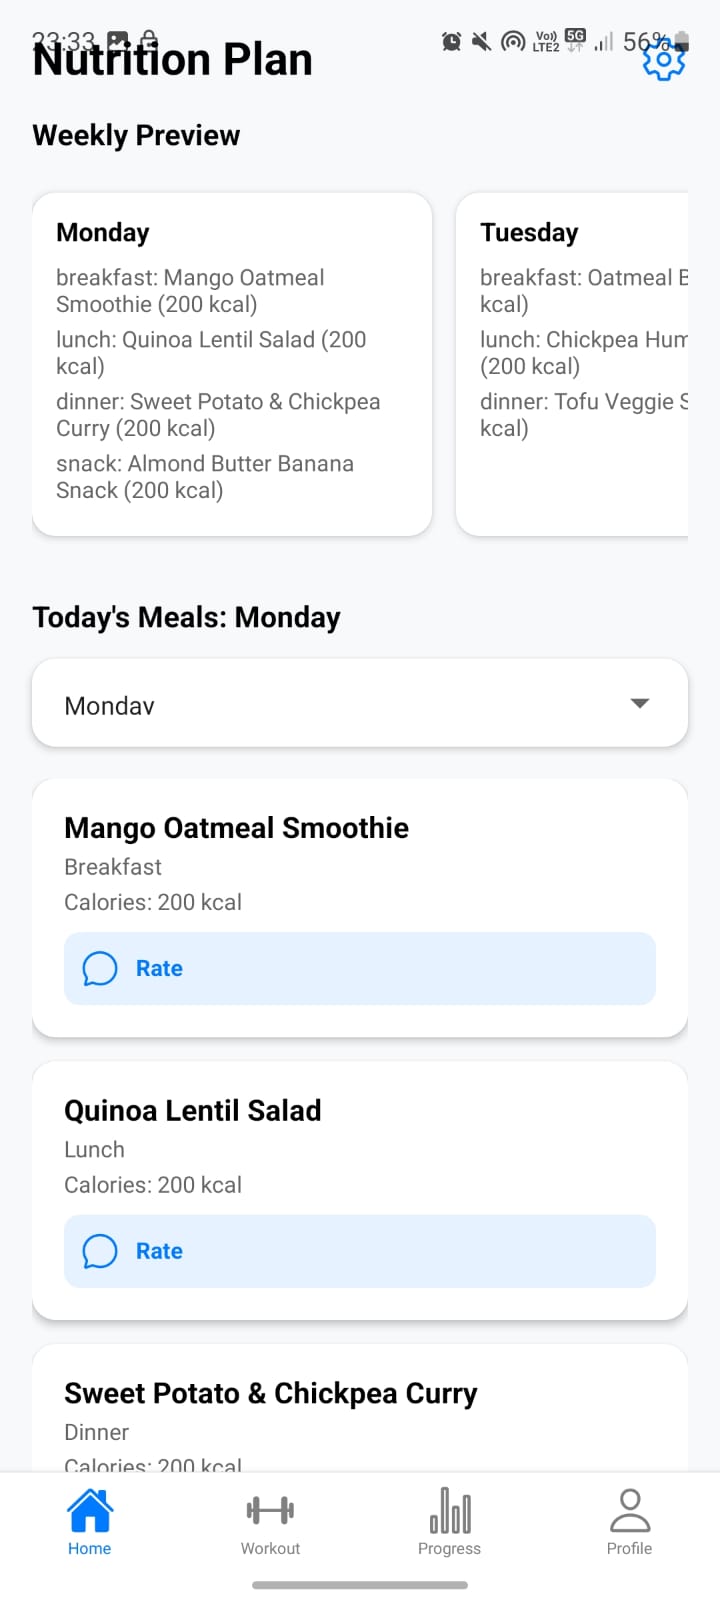 23:33
Vo)) LTE2 5G 56%
Nutrition Plan
Weekly Preview
Monday
breakfast: Mango Oatmeal
Smoothie (200 kcal)
lunch: Quinoa Lentil Salad (200
kcal)
dinner: Sweet Potato & Chickpea
Curry (200 kcal)
snack: Almond Butter Banana
Snack (200 kcal)
Tuesday
breakfast: Oatmeal
kcal)
lunch: Chickpea Hum
(200 kcal)
dinner: Tofu Veggie S
kcal)
Today's Meals: Monday
Monday
Mango Oatmeal Smoothie
Breakfast
Calories: 200 kcal
Rate
Quinoa Lentil Salad
Lunch
Calories: 200 kcal
Rate
Sweet Potato & Chickpea Curry
Dinner
Calories: 200 kcal
Home
Workout
Progress
Profile